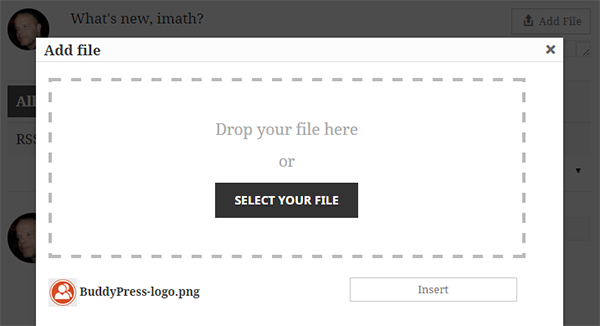 What's new, imath?
Add File
Add file
×
All
RSS
Drop your file here
or
SELECT YOUR FILE
BuddyPress-logo.png
Insert